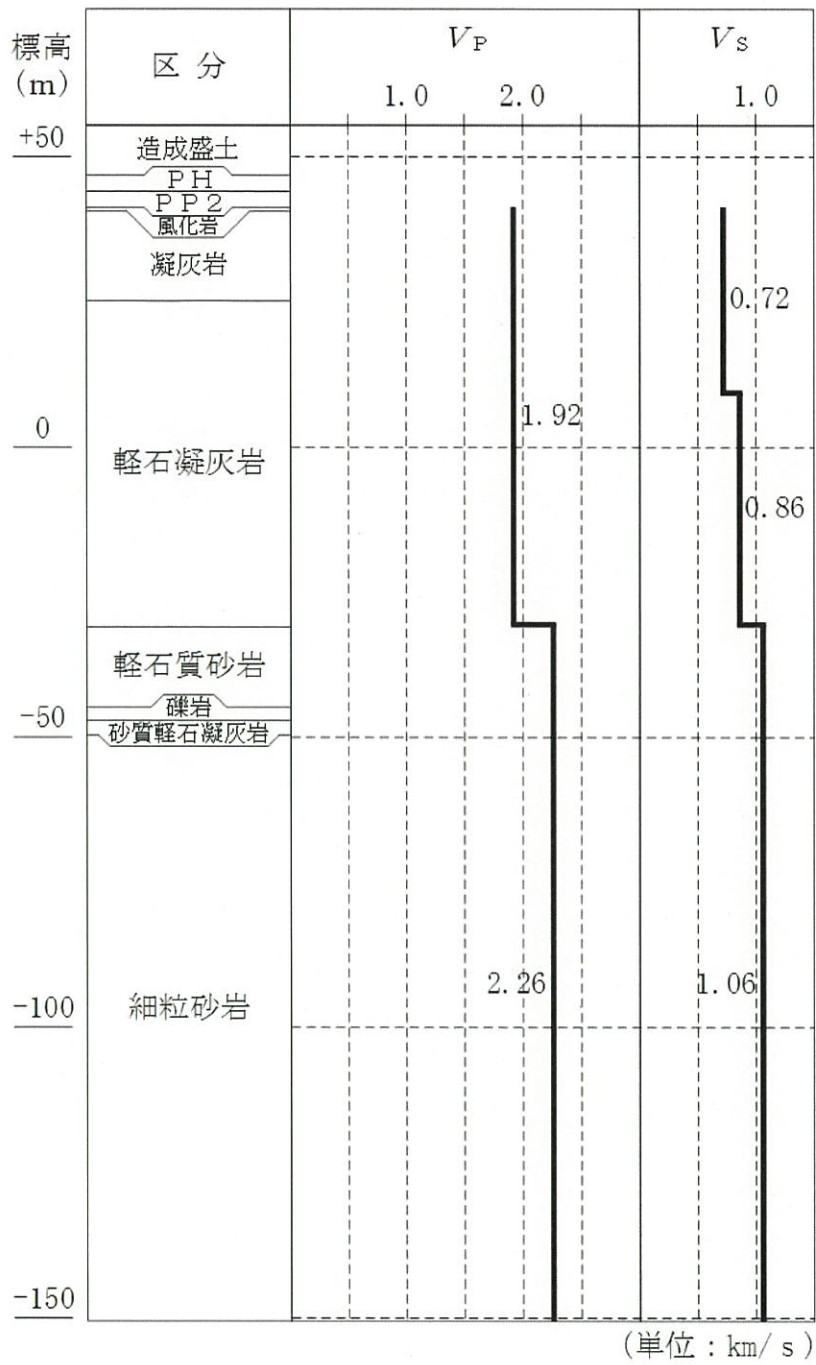 標高
(m)
区 分
VP
VS
1.0 2.0
1.0
+50
造成盛土
PH
PP2
風化岩
凝灰岩
0.72
0
1.92
軽石凝灰岩
0.86
軽石質砂岩
礫岩
-50
砂質軽石凝灰岩
2.26
1.06
-100
細粒砂岩
-150
(単位:km/s)